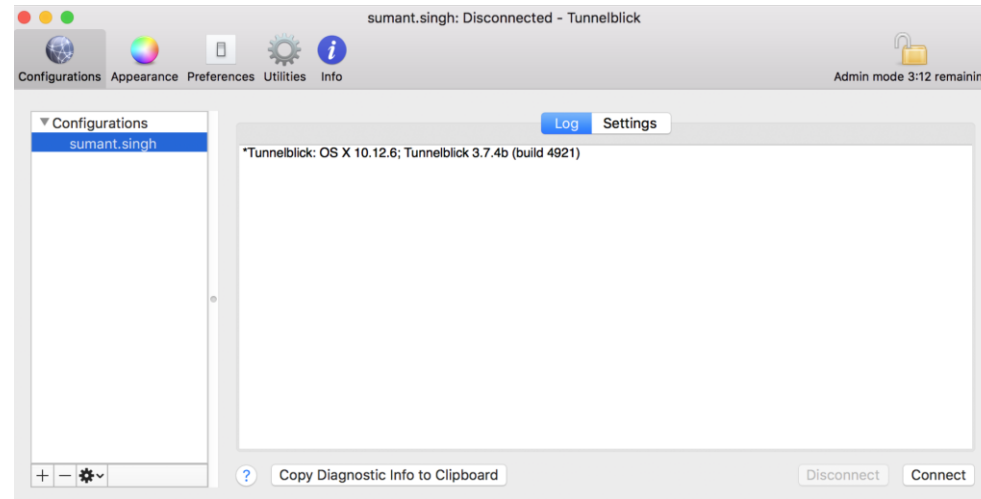 sumant.singh: Disconnected - Tunnelblick
Configurations Appearance Preferences Utilities Info
Admin mode 3:12 remainin
Configurations
sumant.singh
Log Settings
*Tunnelblick: OS X 10.12.6; Tunnelblick 3.7.4b (build 4921)
? Copy Diagnostic Info to Clipboard Disconnect Connect